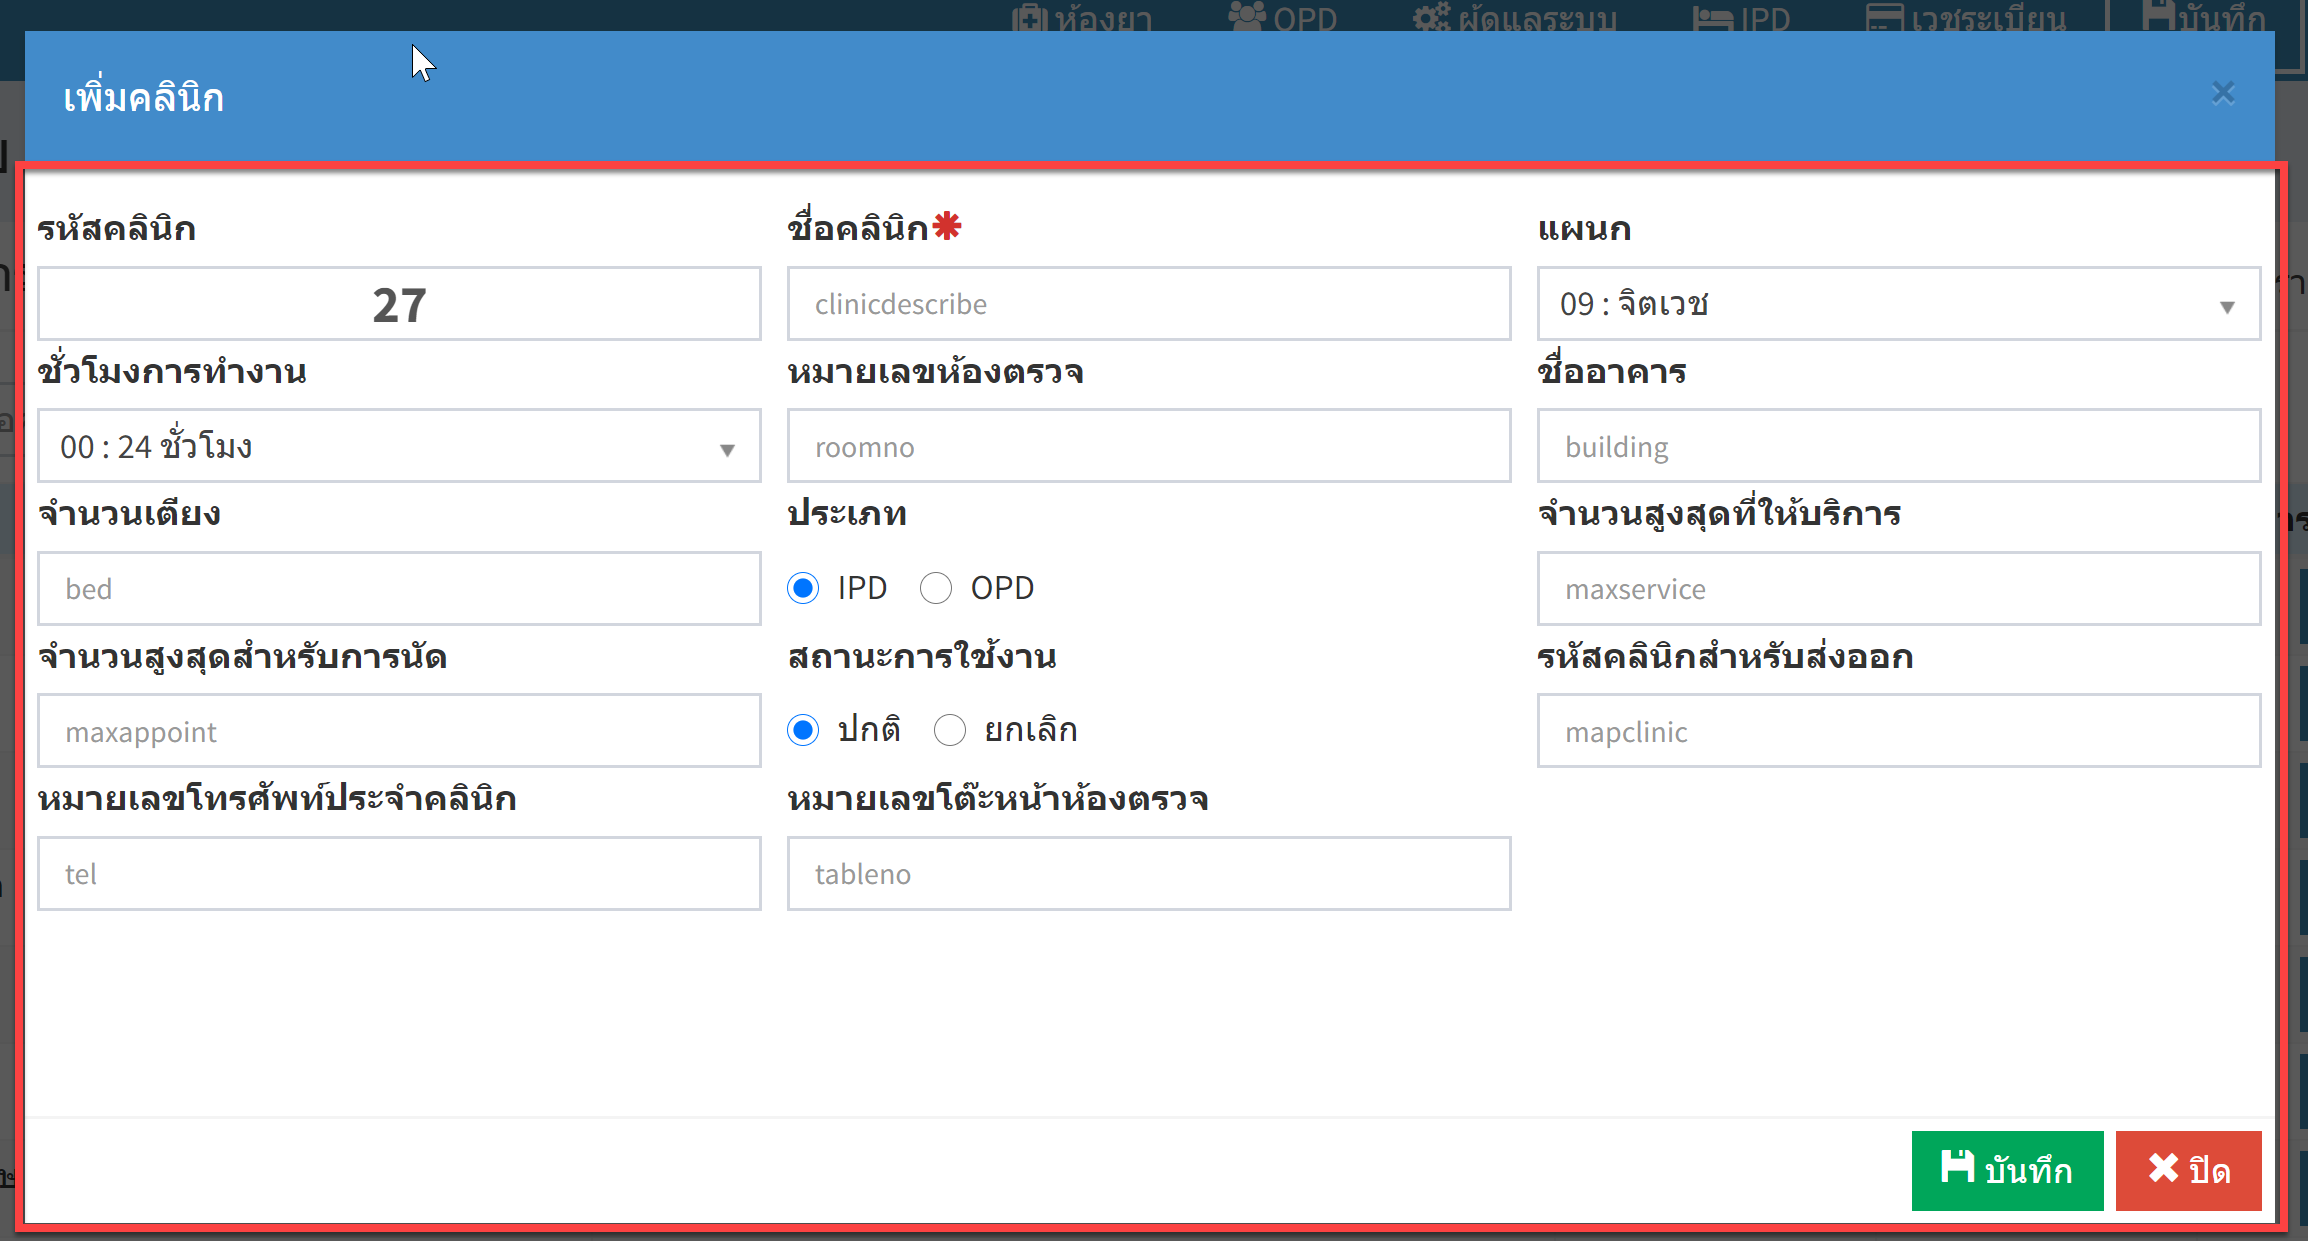 ห้องยา OPD ผู้ดูแลระบบ IPD เวชระเบียน บันทึก
เพิ่มคลินิก ×
รหัสคลินิก ชื่อคลินิก* แผนก
27 clinicdescribe 09 : จิตเวช
ชั่วโมงการทำงาน หมายเลขห้องตรวจ ชื่ออาคาร
00 : 24 ชั่วโมง roomno building
จำนวนเตียง ประเภท จำนวนสูงสุดที่ให้บริการ
bed IPD OPD maxservice
จำนวนสูงสุดสำหรับการนัด สถานะการใช้งาน รหัสคลินิกสำหรับส่งออก
maxappoint ปกติ ยกเลิก mapclinic
หมายเลขโทรศัพท์ประจำคลินิก หมายเลขโต๊ะหน้าห้องตรวจ
tel tableno
บันทึก ปิด